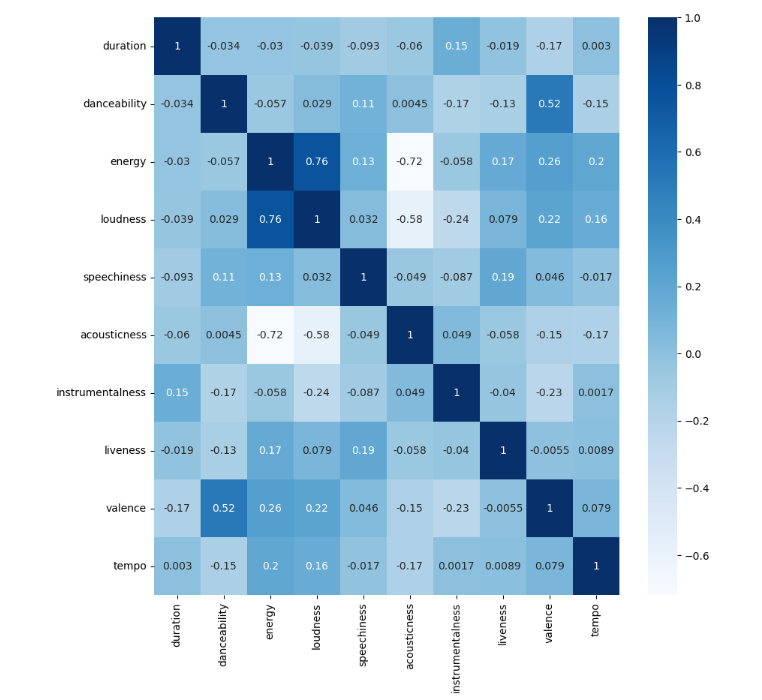 duration 1 -0.034 -0.03 -0.039 -0.093 -0.06 0.15 -0.019 -0.17 0.003
danceability -0.034 1 -0.057 0.029 0.11 0.0045 -0.17 -0.13 0.52 -0.15
energy -0.03 -0.057 1 0.76 0.13 -0.72 -0.058 0.17 0.26 0.2
loudness -0.039 0.029 0.76 1 0.032 -0.58 -0.24 0.079 0.22 0.16
speechiness -0.093 0.11 0.13 0.032 1 -0.049 -0.087 0.19 0.046 -0.017
acousticness -0.06 0.0045 -0.72 -0.58 -0.049 1 0.049 -0.058 -0.15 -0.17
instrumentalness 0.15 -0.17 -0.058 -0.24 -0.087 0.049 1 -0.04 -0.23 0.0017
liveness -0.019 -0.13 0.17 0.079 0.19 -0.058 -0.04 1 -0.0055 0.0089
valence -0.17 0.52 0.26 0.22 0.046 -0.15 -0.23 -0.0055 1 0.079
tempo 0.003 -0.15 0.2 0.16 -0.017 -0.17 0.0017 0.0089 0.079 1
duration
danceability
energy
loudness
speechiness
acousticness
instrumentalness
liveness
valence
tempo
1.0
0.8
0.6
0.4
0.2
0.0
−0.2
−0.4
−0.6